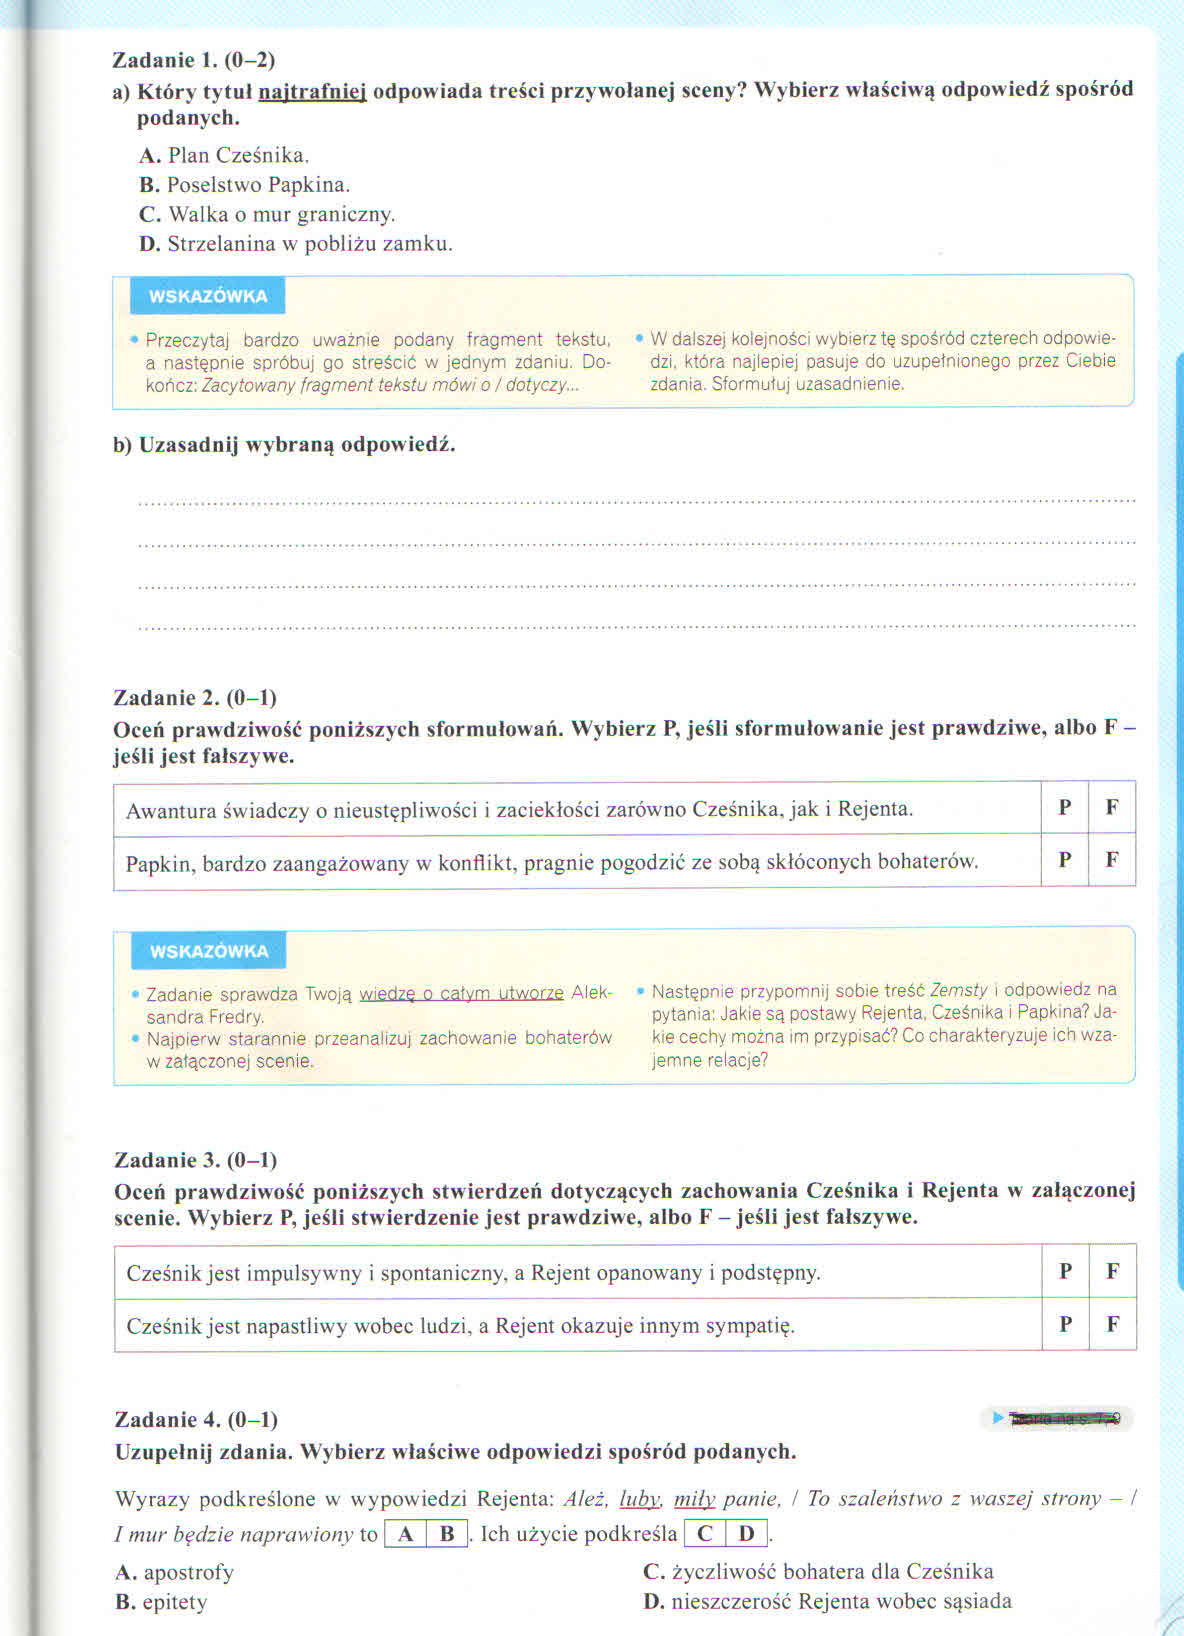 Zadanie 1. (0–2)
a) Który tytuł najtrafniej odpowiada treści przywołanej sceny? Wybierz właściwą odpowiedź spośród
podanych.
A. Plan Cześnika.
B. Poselstwo Papkina.
C. Walka o mur graniczny.
D. Strzelanina w pobliżu zamku.
WSKAZÓWKA
• Przeczytaj bardzo uważnie podany fragment tekstu,
a następnie spróbuj go streścić w jednym zdaniu. Do-
kończ: Zacytowany fragment tekstu mówi o / dotyczy...
• W dalszej kolejności wybierz tę spośród czterech odpowie-
dzi, która najlepiej pasuje do uzupełnionego przez Ciebie
zdania. Sformułuj uzasadnienie.
b) Uzasadnij wybraną odpowiedź.
Zadanie 2. (0–1)
Oceń prawdziwość poniższych sformułowań. Wybierz P, jeśli sformułowanie jest prawdziwe, albo F –
jeśli jest fałszywe.
Awantura świadczy o nieustępliwości i zaciekłości zarówno Cześnika, jak i Rejenta. P F
Papkin, bardzo zaangażowany w konflikt, pragnie pogodzić ze sobą skłóconych bohaterów. P F
WSKAZÓWKA
• Zadanie sprawdza Twoją wiedzę o całym utworze Alek-
sandra Fredry.
• Najpierw starannie przeanalizuj zachowanie bohaterów
w załączonej scenie.
• Następnie przypomnij sobie treść Zemsty i odpowiedz na
pytania: Jakie są postawy Rejenta, Cześnika i Papkina? Ja-
kie cechy można im przypisać? Co charakteryzuje ich wza-
jemne relacje?
Zadanie 3. (0–1)
Oceń prawdziwość poniższych stwierdzeń dotyczących zachowania Cześnika i Rejenta w załączonej
scenie. Wybierz P, jeśli stwierdzenie jest prawdziwe, albo F – jeśli jest fałszywe.
Cześnik jest impulsywny i spontaniczny, a Rejent opanowany i podstępny. P F
Cześnik jest napastliwy wobec ludzi, a Rejent okazuje innym sympatię. P F
Zadanie 4. (0–1)
Uzupełnij zdania. Wybierz właściwe odpowiedzi spośród podanych.
Wyrazy podkreślone w wypowiedzi Rejenta: Ależ, luby, miły panie, / To szaleństwo z waszej strony – /
I mur będzie naprawiony to A B. Ich użycie podkreśla C D.
A. apostrofy
B. epitety
C. życzliwość bohatera dla Cześnika
D. nieszczerość Rejenta wobec sąsiada